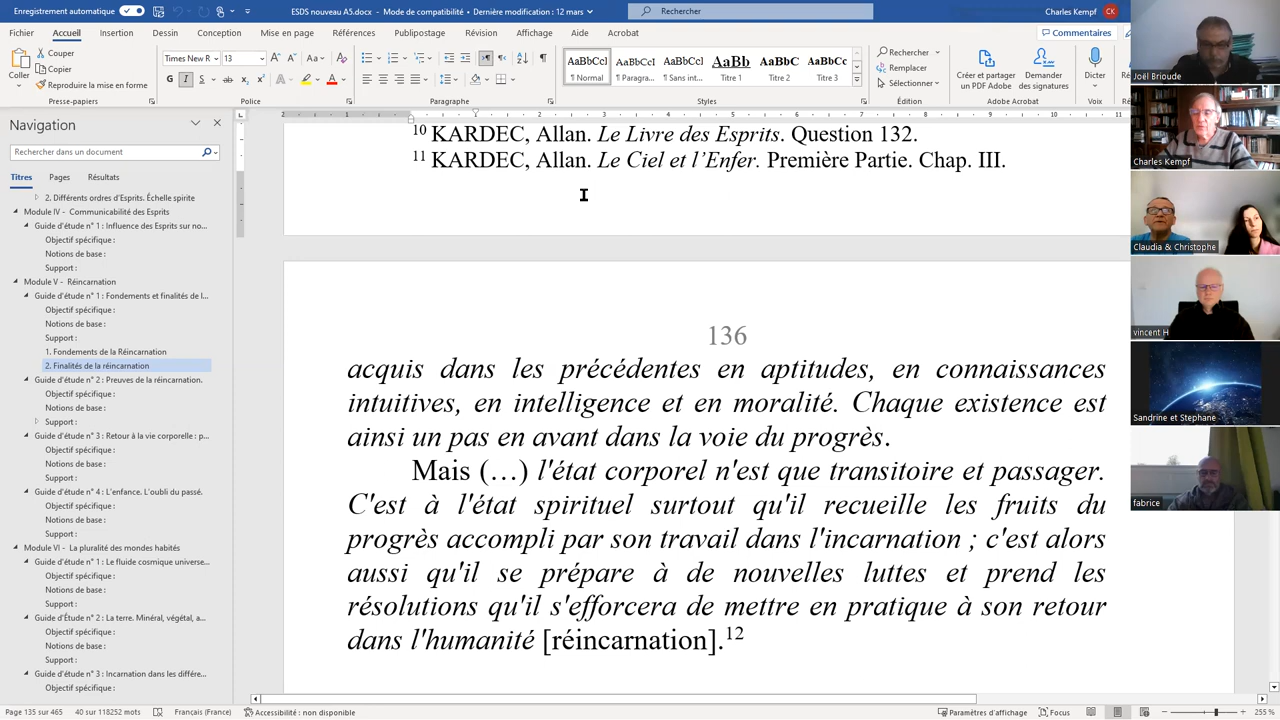 Enregistrement automatique
ESDS nouveau A5.docx - Mode de compatibilité • Dernière modification : 12 mars
Rechercher
Charles Kempf
CK
Fichier Accueil Insertion Dessin Conception Mise en page Références Publipostage Révision Affichage Aide Acrobat
Commentaires
Coller
Couper
Copier
Reproduire la mise en forme
Presse-papiers
Times New R 13
G I S ab x
Police
Paragraphe
AaBbCcI AaBbCcI AaBbCcI AaBb AaBbC AaBbCc
¶ Normal ¶ Paragra... ¶ Sans int... Titre 1 Titre 2 Titre 3
Styles
Rechercher
Remplacer
Sélectionner
Édition
Créer et partager un PDF Adobe
Demander des signatures
Adobe Acrobat
Dicter
Voix
Navigation
Rechercher dans un document
Titres Pages Résultats
2. Différents ordres d'Esprits. Échelle spirite
Module IV - Communicabilité des Esprits
Guide d'étude n° 1 : Influence des Esprits sur no...
Objectif spécifique :
Notions de base :
Support :
Module V - Réincarnation
Guide d'étude n° 1 : Fondements et finalités de l...
Objectif spécifique :
Notions de base :
Support :
1. Fondements de la Réincarnation
2. Finalités de la réincarnation
Guide d'étude n° 2 : Preuves de la réincarnation.
Objectif spécifique :
Notions de base :
Support :
Guide d'étude n° 3 : Retour à la vie corporelle : p...
Objectif spécifique :
Notions de base :
Support :
Guide d'étude n° 4 : L'enfance. L'oubli du passé.
Objectif spécifique :
Notions de base :
Support :
Module VI - La pluralité des mondes habités
Guide d'étude n° 1 : Le fluide cosmique universe...
Objectif spécifique :
Notions de base :
Support :
Guide d'Étude n° 2 : La terre. Minéral, végétal, a...
Objectif spécifique :
Notions de base :
Support :
Guide d'étude n° 3 : Incarnation dans les différe...
Objectif spécifique :
10 KARDEC, Allan. Le Livre des Esprits. Question 132.
11 KARDEC, Allan. Le Ciel et l'Enfer. Première Partie. Chap. III.
136
acquis dans les précédentes en aptitudes, en connaissances
intuitives, en intelligence et en moralité. Chaque existence est
ainsi un pas en avant dans la voie du progrès.
Mais (…) l'état corporel n'est que transitoire et passager.
C'est à l'état spirituel surtout qu'il recueille les fruits du
progrès accompli par son travail dans l'incarnation ; c'est alors
aussi qu'il se prépare à de nouvelles luttes et prend les
résolutions qu'il s'efforcera de mettre en pratique à son retour
dans l'humanité [réincarnation].12
Joël Brioude
Charles Kempf
Claudia & Christophe
vincent H
Sandrine et Stephane
fabrice
Page 135 sur 465 40 sur 118252 mots Français (France) Accessibilité : non disponible
Paramètres d'affichage Focus 255 %